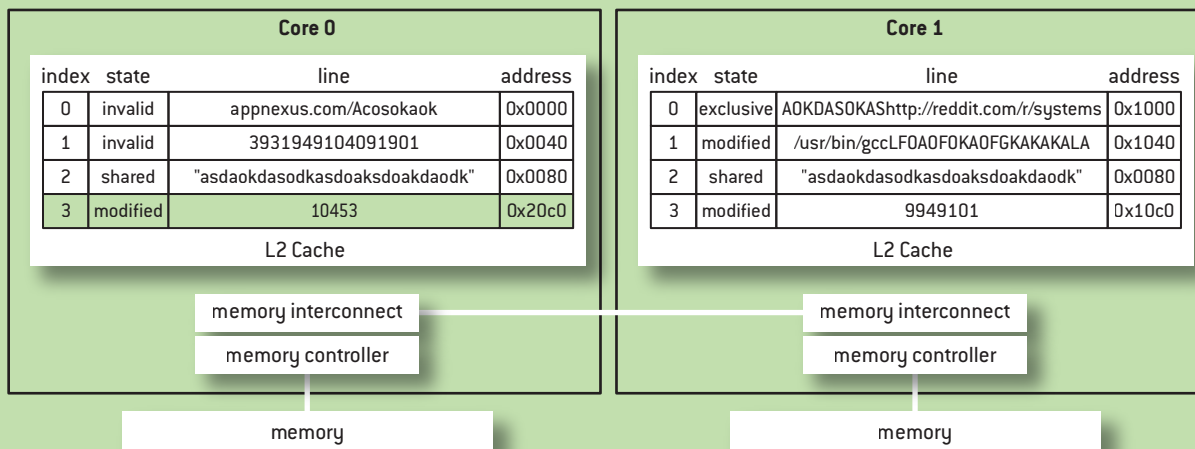 Core 0
index state line address
0 invalid appnexus.com/Acosokaok 0x0000
1 invalid 3931949104091901 0x0040
2 shared "asdaokdasodkasdoaksdoakdaodk" 0x0080
3 modified 10453 0x20c0
L2 Cache
memory interconnect
memory controller
memory
Core 1
index state line address
0 exclusive AOKDASOKAShttp://reddit.com/r/systems 0x1000
1 modified /usr/bin/gccLFOAOFOKAOFGKAKAKALA 0x1040
2 shared "asdaokdasodkasdoaksdoakdaodk" 0x0080
3 modified 9949101 0x10c0
L2 Cache
memory interconnect
memory controller
memory